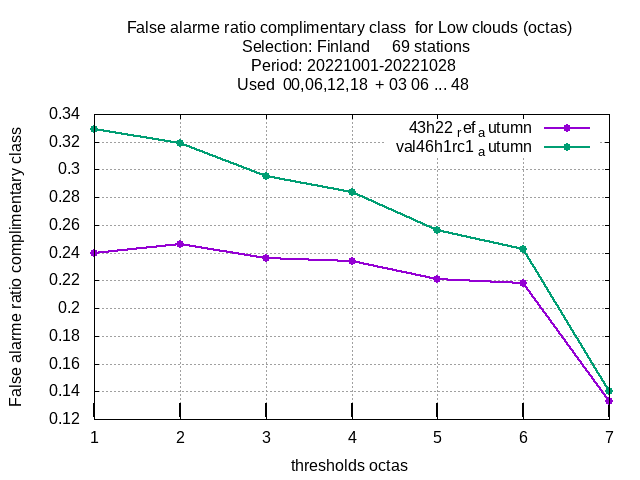 False alarme ratio complimentary class  for Low clouds (octas)
Selection: Finland     69 stations
Period: 20221001-20221028
Used  00,06,12,18  + 03 06 ... 48
False alarme ratio complimentary class
0.34
0.32
0.3
0.28
0.26
0.24
0.22
0.2
0.18
0.16
0.14
0.12
43h22 ref autumn
val46h1rc1 autumn
1 2 3 4 5 6 7
thresholds octas